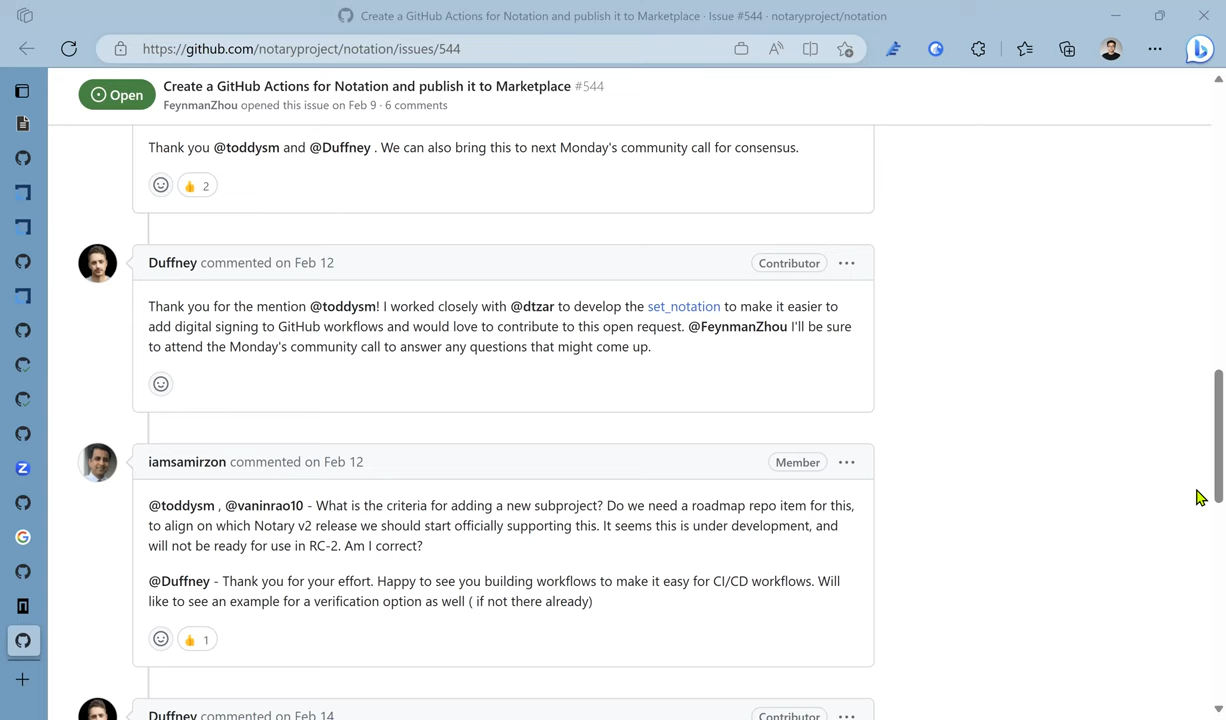 Create a GitHub Actions for Notation and publish it to Marketplace · Issue #544 · notaryproject/notation
https://github.com/notaryproject/notation/issues/544
Open
Create a GitHub Actions for Notation and publish it to Marketplace #544
FeynmanZhou opened this issue on Feb 9 · 6 comments
Thank you @toddysm and @Duffney . We can also bring this to next Monday's community call for consensus.
👍 2
Duffney commented on Feb 12
Contributor
Thank you for the mention @toddysm! I worked closely with @dtzar to develop the set_notation to make it easier to
add digital signing to GitHub workflows and would love to contribute to this open request. @FeynmanZhou I'll be sure
to attend the Monday's community call to answer any questions that might come up.
iamsamirzon commented on Feb 12
Member
@toddysm , @vaninrao10 - What is the criteria for adding a new subproject? Do we need a roadmap repo item for this,
to align on which Notary v2 release we should start officially supporting this. It seems this is under development, and
will not be ready for use in RC-2. Am I correct?
@Duffney - Thank you for your effort. Happy to see you building workflows to make it easy for CI/CD workflows. Will
like to see an example for a verification option as well ( if not there already)
👍 1
Duffney commented on Feb 14
Contributor